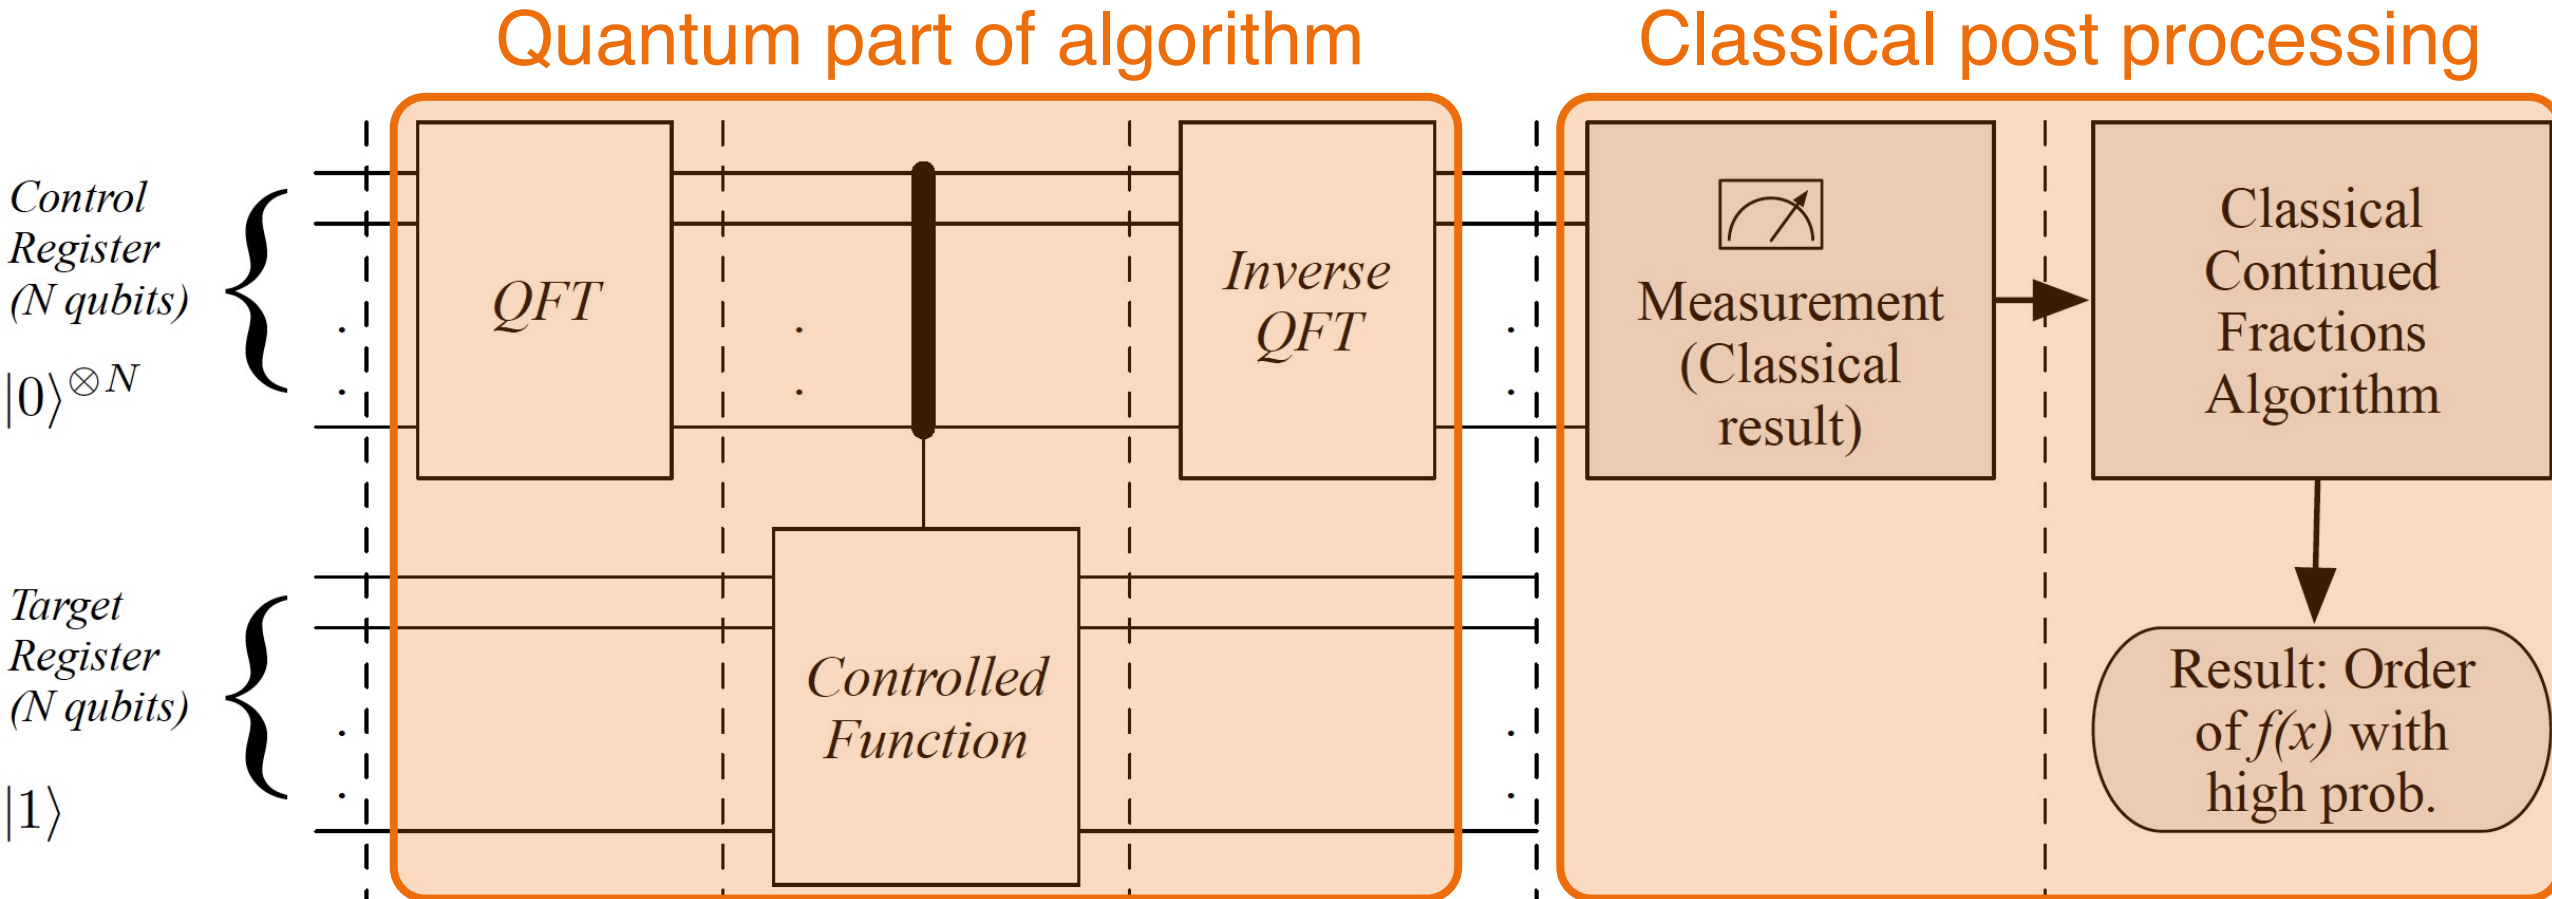 Quantum part of algorithm
Classical post processing
Control
Register
(N qubits)
|0⟩⊗N
QFT
Inverse
QFT
Measurement
(Classical
result)
Classical
Continued
Fractions
Algorithm
Target
Register
(N qubits)
|1⟩
Controlled
Function
Result: Order
of f(x) with
high prob.